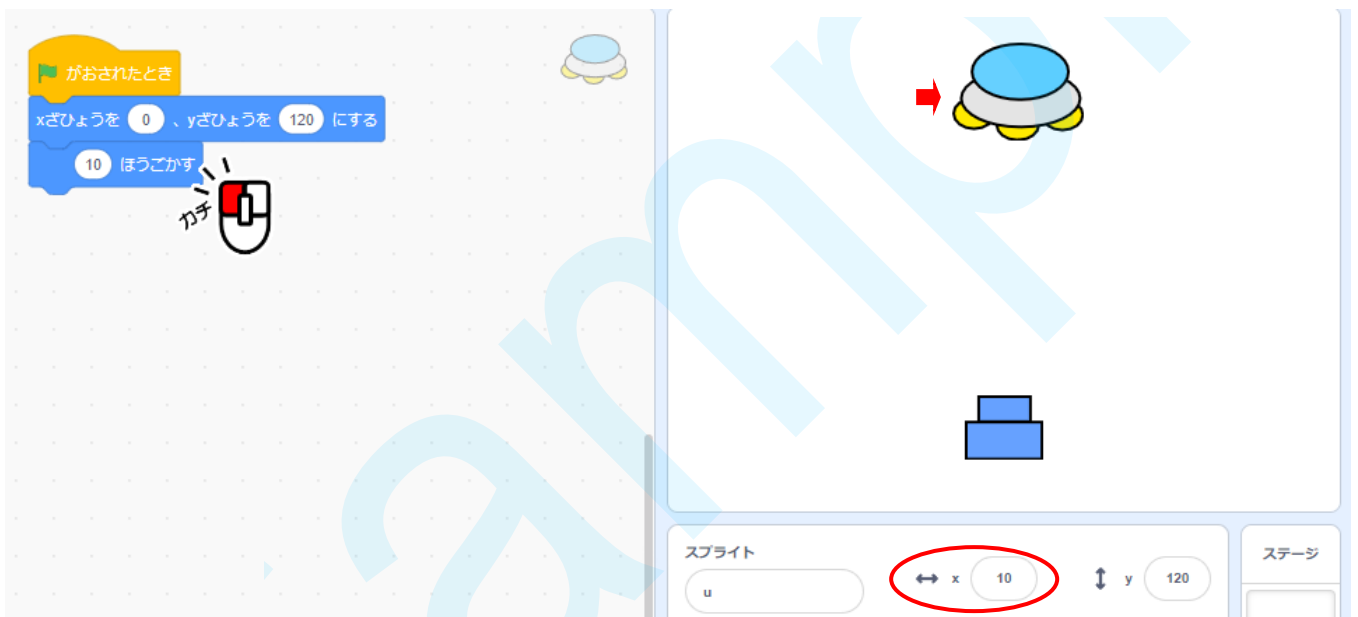 がおされたとき
xざひょうを 0 、yざひょうを 120 にする
10 ほうごかす
カチ
スプライト
u
x 10
y 120
ステージ